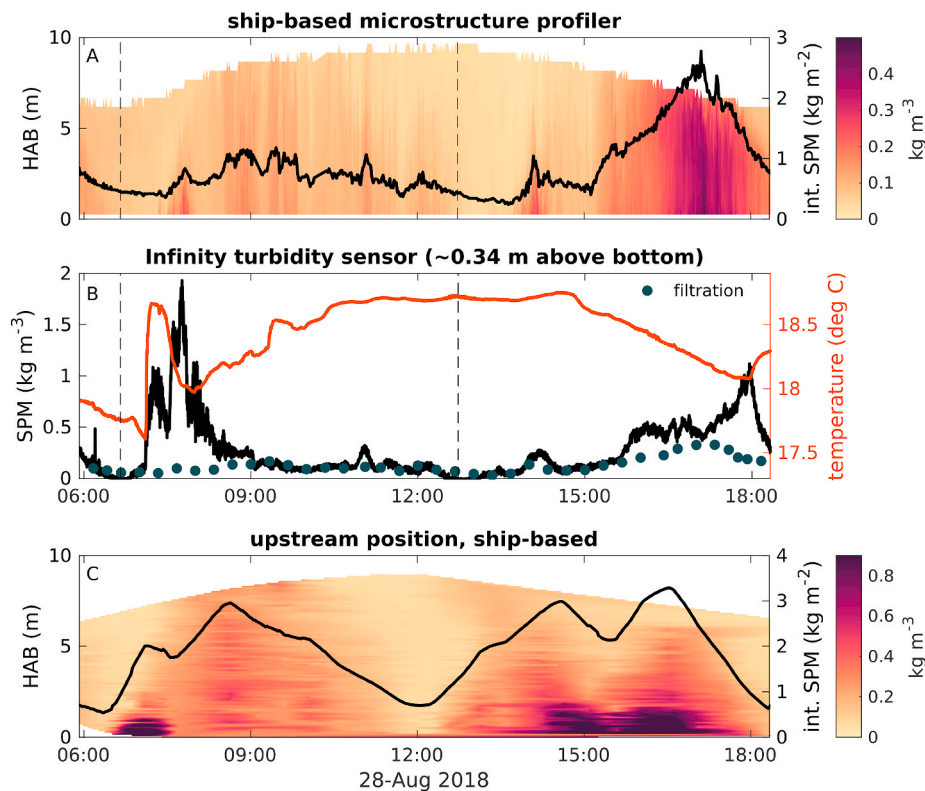 ship-based microstructure profiler
A
HAB (m)
10
5
0
3
2
1
0
int. SPM (kg m-2)
0.4
0.3
0.2
0.1
0
kg m-3
Infinity turbidity sensor (~0.34 m above bottom)
B
filtration
SPM (kg m-3)
2
1.5
1
0.5
0
18.5
18
17.5
temperature (deg C)
06:00 09:00 12:00 15:00 18:00
upstream position, ship-based
C
HAB (m)
10
5
0
4
3
2
1
0
int. SPM (kg m-2)
0.8
0.6
0.4
0.2
0
kg m-3
06:00 09:00 12:00 15:00 18:00
28-Aug 2018